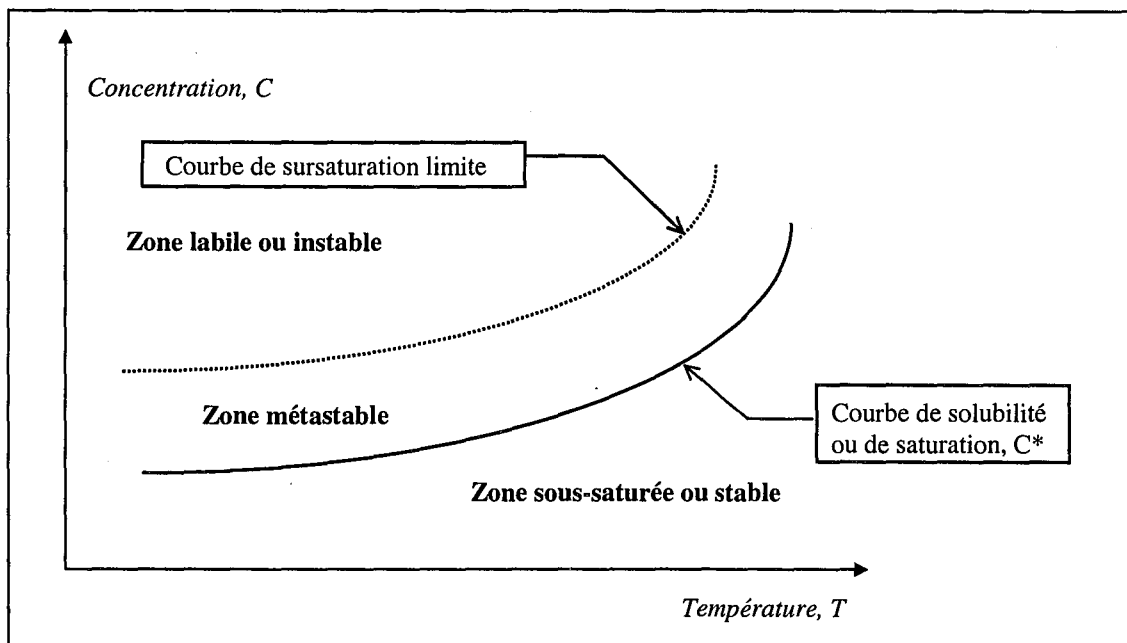 Concentration, C
Courbe de sursaturation limite
Zone labile ou instable
Zone métastable
Courbe de solubilité
ou de saturation, C*
Zone sous-saturée ou stable
Température, T